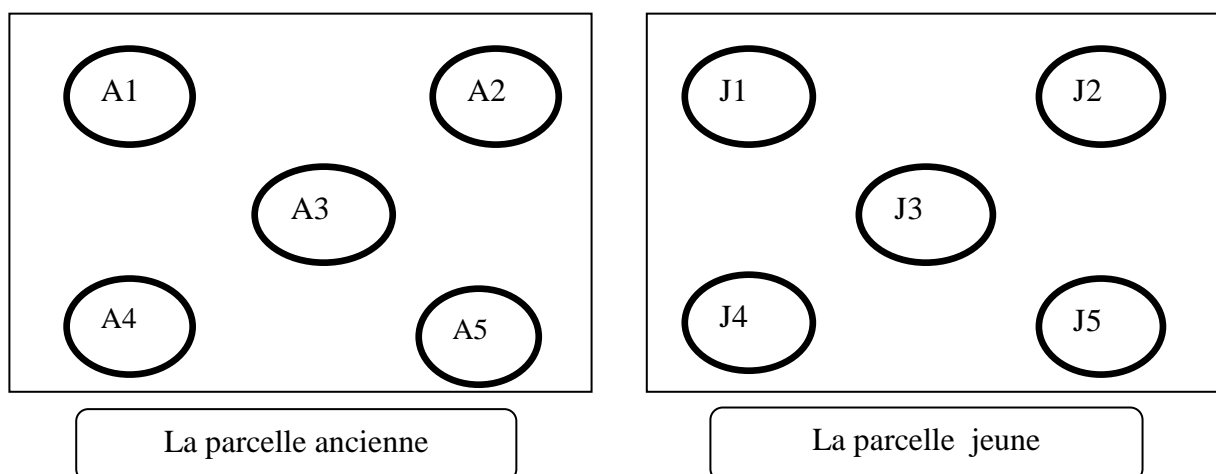 A1
A2
A3
A4
A5
La parcelle ancienne
J1
J2
J3
J4
J5
La parcelle jeune